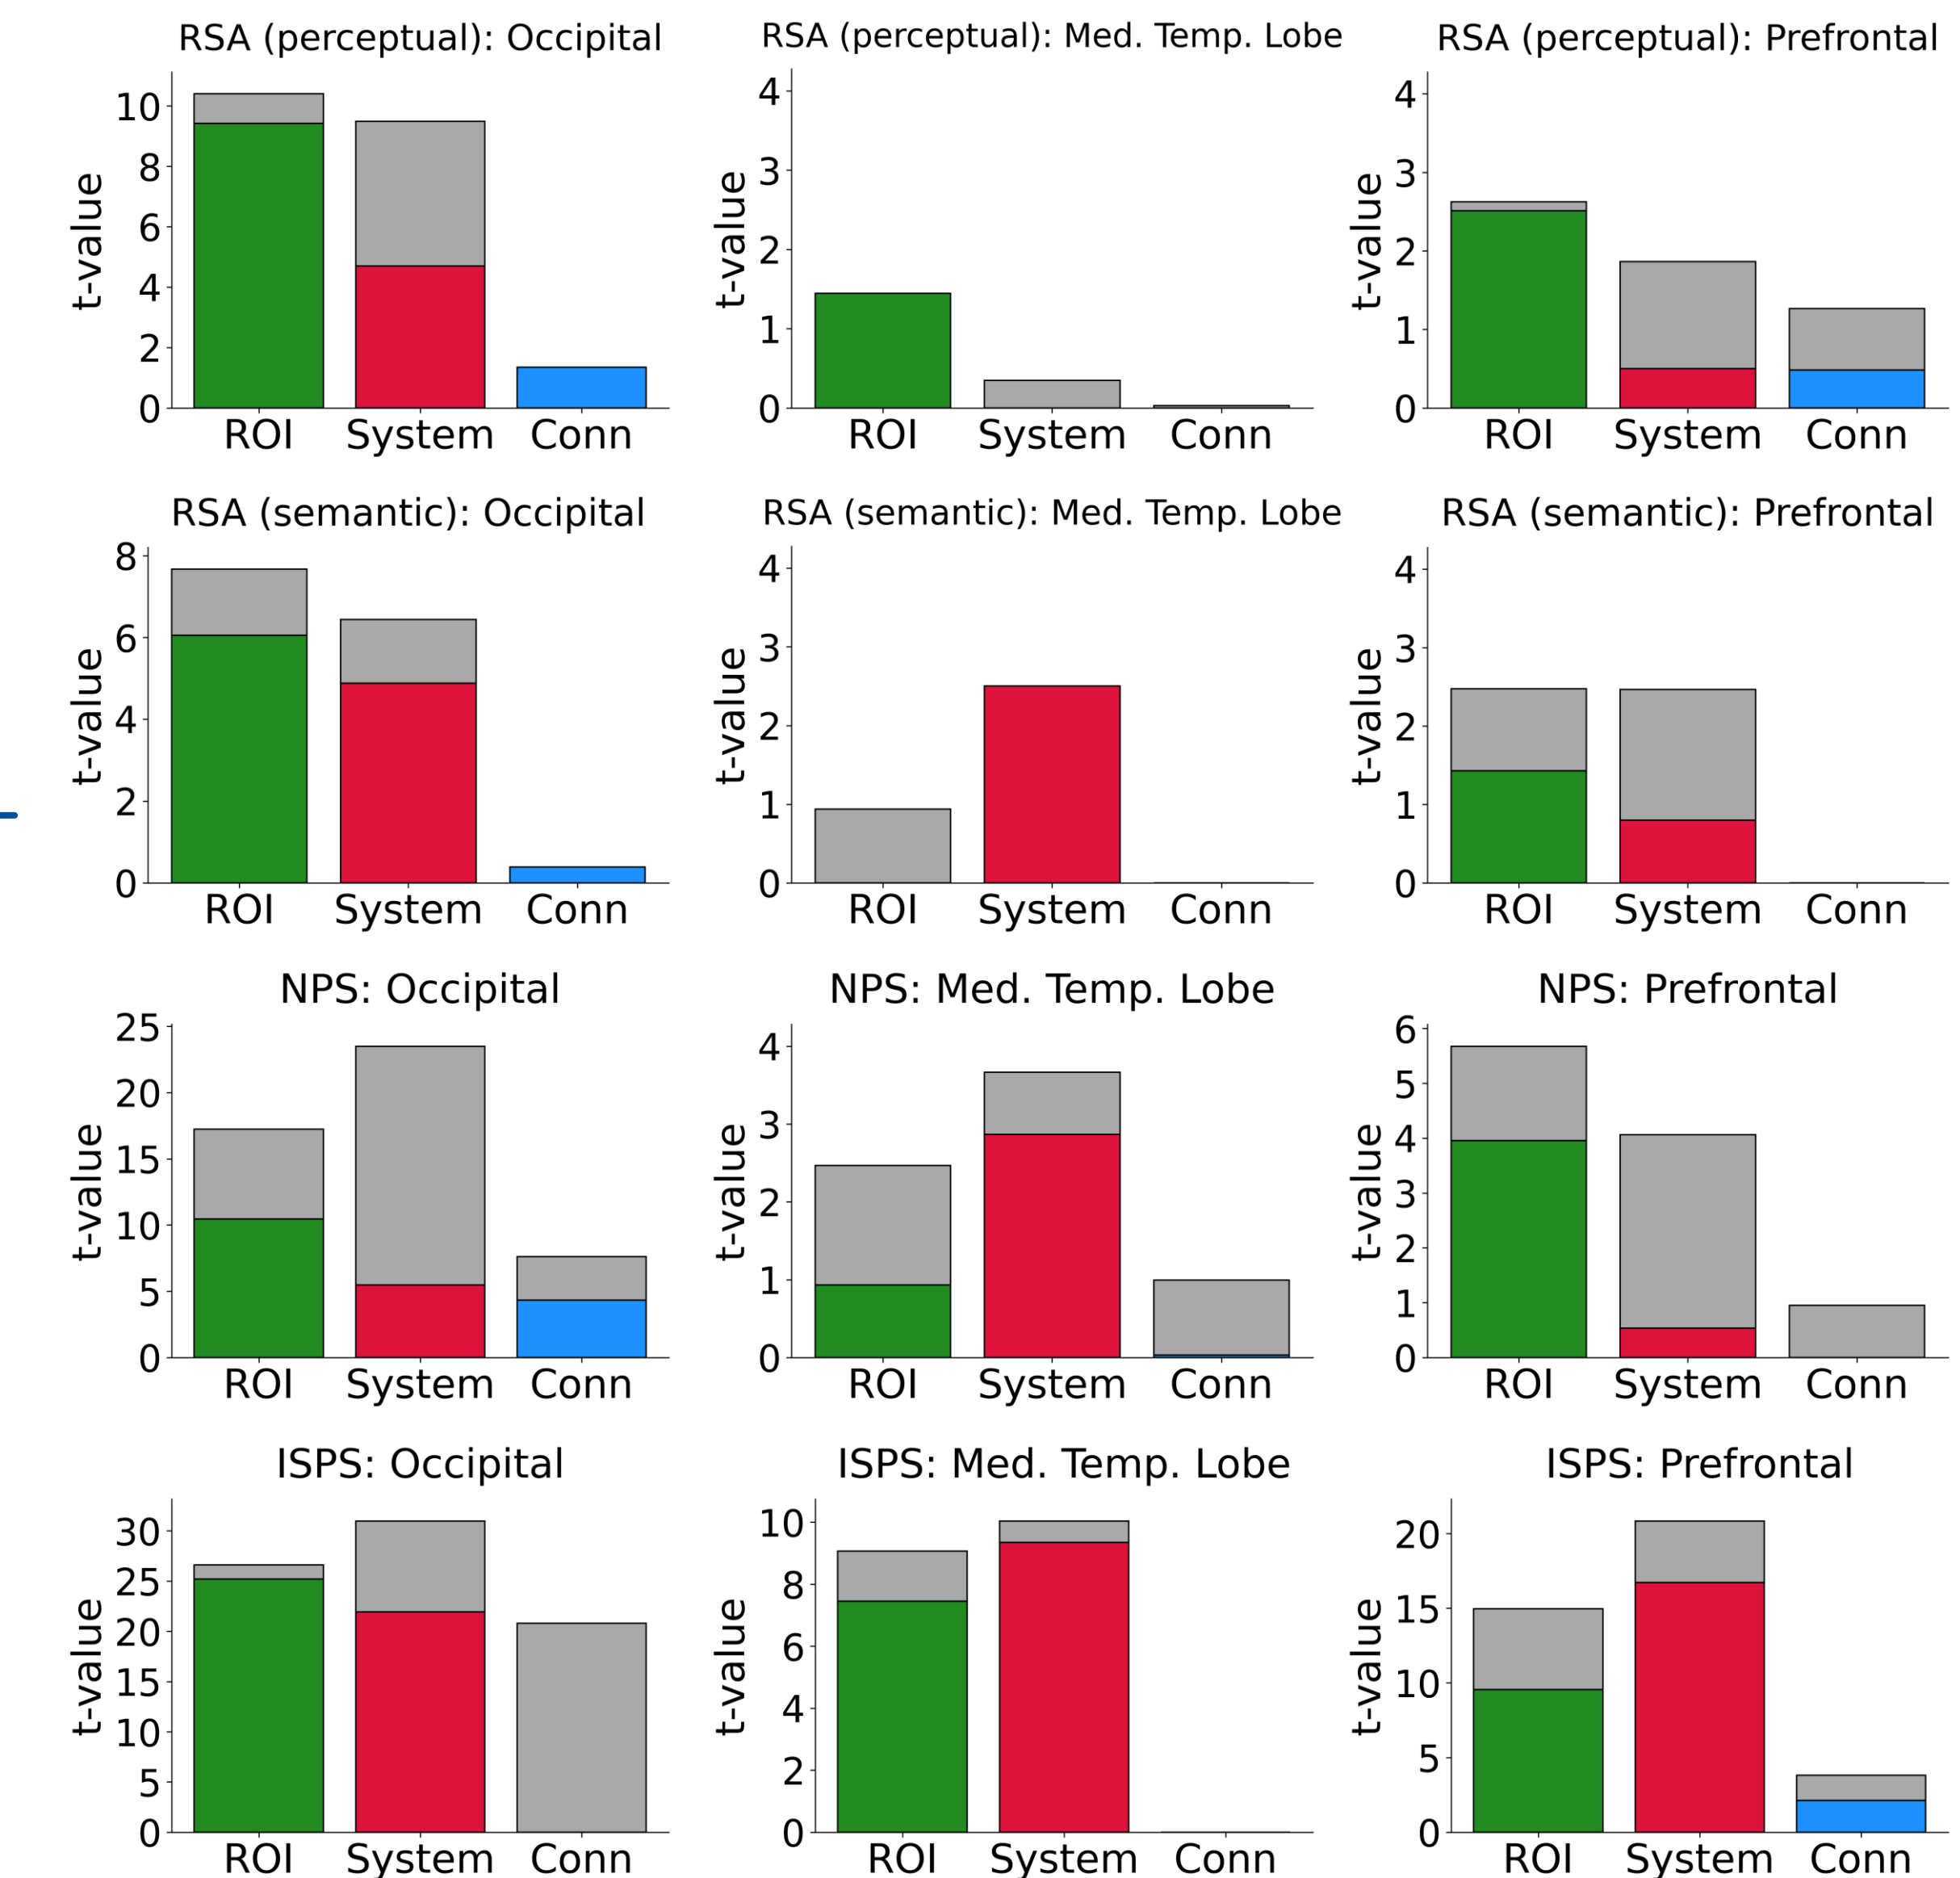 RSA (perceptual): Occipital
t-value
10
8
6
4
2
0
ROI System Conn
RSA (perceptual): Med. Temp. Lobe
t-value
4
3
2
1
0
ROI System Conn
RSA (perceptual): Prefrontal
t-value
4
3
2
1
0
ROI System Conn
RSA (semantic): Occipital
t-value
8
6
4
2
0
ROI System Conn
RSA (semantic): Med. Temp. Lobe
t-value
4
3
2
1
0
ROI System Conn
RSA (semantic): Prefrontal
t-value
4
3
2
1
0
ROI System Conn
NPS: Occipital
t-value
25
20
15
10
5
0
ROI System Conn
NPS: Med. Temp. Lobe
t-value
4
3
2
1
0
ROI System Conn
NPS: Prefrontal
t-value
6
5
4
3
2
1
0
ROI System Conn
ISPS: Occipital
t-value
30
25
20
15
10
5
0
ROI System Conn
ISPS: Med. Temp. Lobe
t-value
10
8
6
4
2
0
ROI System Conn
ISPS: Prefrontal
t-value
20
15
10
5
0
ROI System Conn